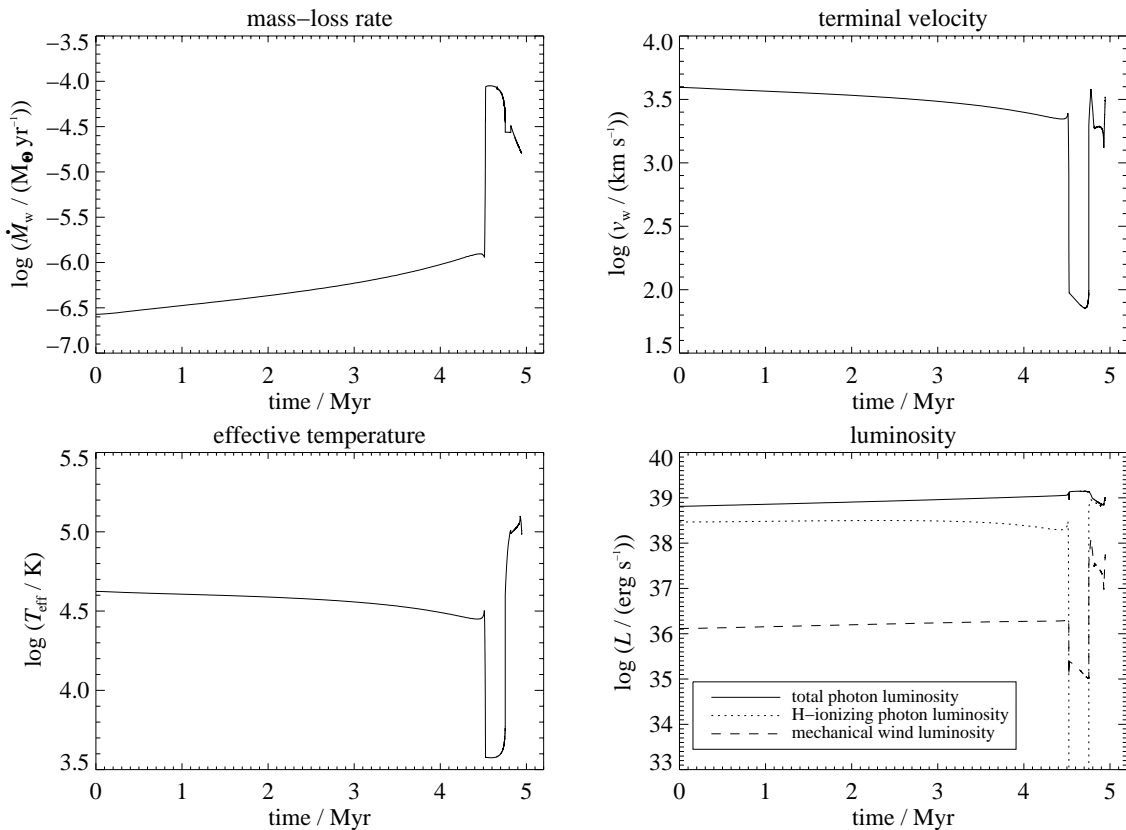 mass−loss rate
log (Ṁw / (M⊙ yr−1))
−3.5
−4.0
−4.5
−5.0
−5.5
−6.0
−6.5
−7.0
0 1 2 3 4 5
time / Myr
terminal velocity
log (vw / (km s−1))
4.0
3.5
3.0
2.5
2.0
1.5
0 1 2 3 4 5
time / Myr
effective temperature
log (Teff / K)
5.5
5.0
4.5
4.0
3.5
0 1 2 3 4 5
time / Myr
luminosity
log (L / (erg s−1))
40
39
38
37
36
35
34
33
total photon luminosity
H−ionizing photon luminosity
mechanical wind luminosity
0 1 2 3 4 5
time / Myr